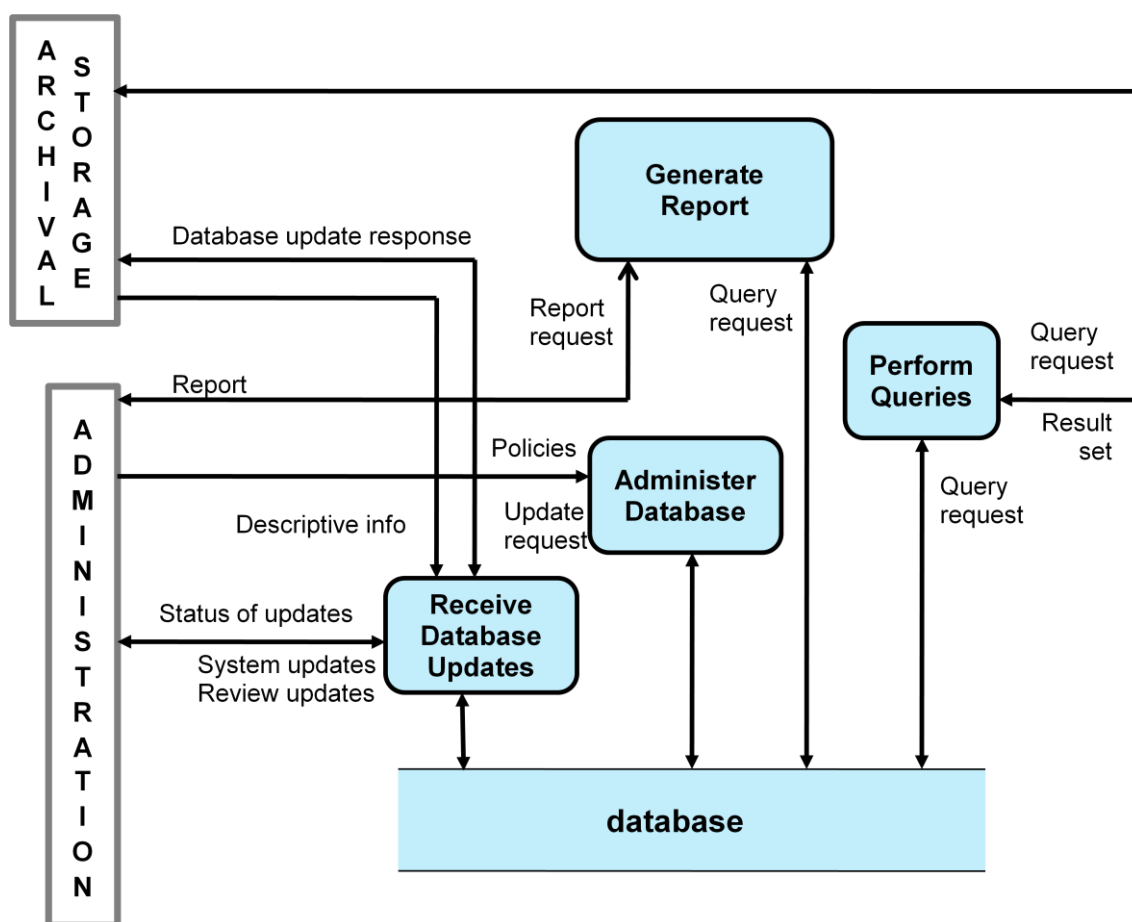 ARCHIVAL
STORAGE
Generate
Report
Database update response
Report
request
Query
request
Query
request
Perform
Queries
Report
Result
set
Policies
Administer
Database
Query
request
Update
request
Descriptive info
Receive
Database
Updates
Status of updates
System updates
Review updates
ADMINISTRATION
database